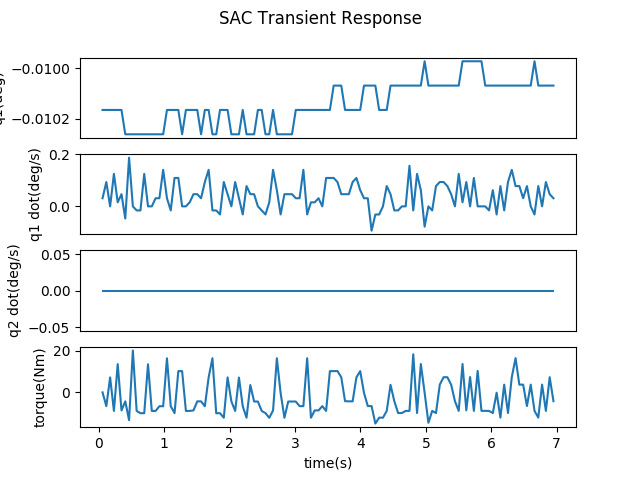 SAC Transient Response
−0.0100
−0.0102
0.2
0.0
q1 dot(deg/s)
0.05
0.00
−0.05
q2 dot(deg/s)
20
0
torque(Nm)
0 1 2 3 4 5 6 7
time(s)